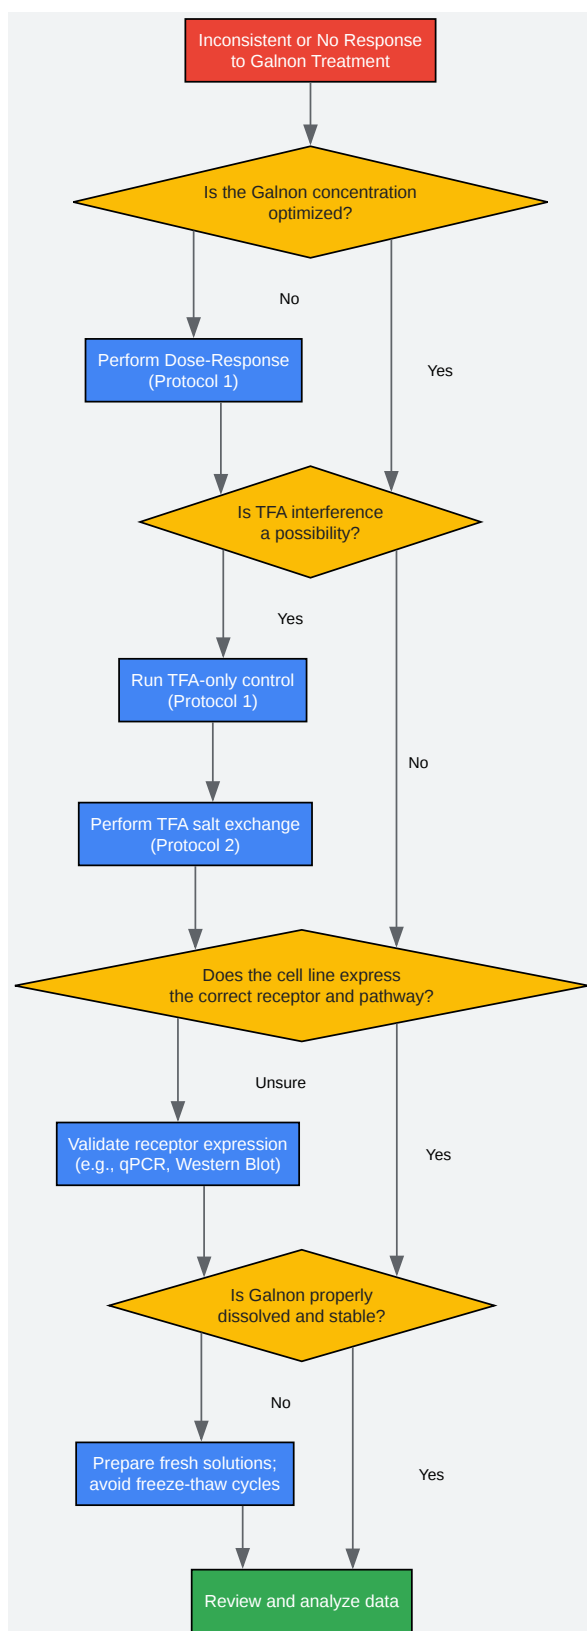 Inconsistent or No Response
to Galnon Treatment
Is the Galnon concentration
optimized?
No
Perform Dose-Response
(Protocol 1)
Yes
Is TFA interference
a possibility?
Yes
Run TFA-only control
(Protocol 1)
No
Perform TFA salt exchange
(Protocol 2)
Does the cell line express
the correct receptor and pathway?
Unsure
Validate receptor expression
(e.g., qPCR, Western Blot)
Yes
Is Galnon properly
dissolved and stable?
No
Prepare fresh solutions;
avoid freeze-thaw cycles
Yes
Review and analyze data